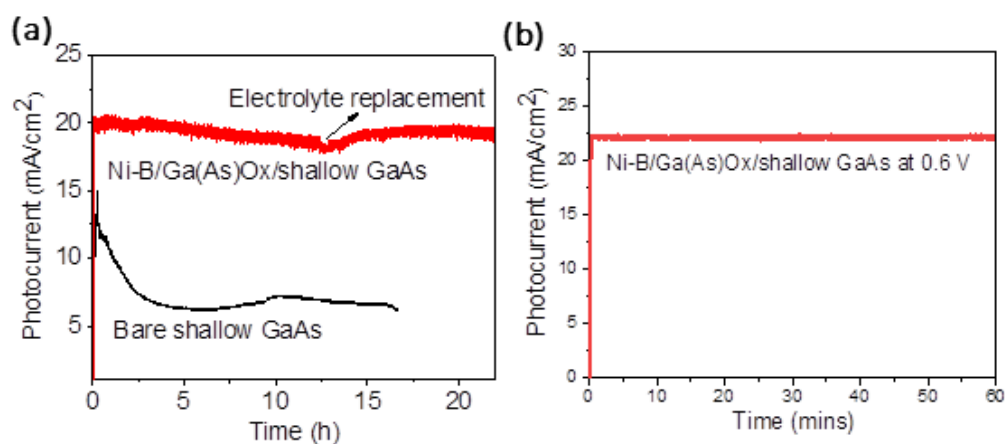 (a)
25
20
15
10
5
Photocurrent (mA/cm2)
Electrolyte replacement
Ni-B/Ga(As)Ox/shallow GaAs
Bare shallow GaAs
0 5 10 15 20
Time (h)
(b)
30
25
20
15
10
5
0
Photocurrent (mA/cm2)
Ni-B/Ga(As)Ox/shallow GaAs at 0.6 V
0 10 20 30 40 50 60
Time (mins)